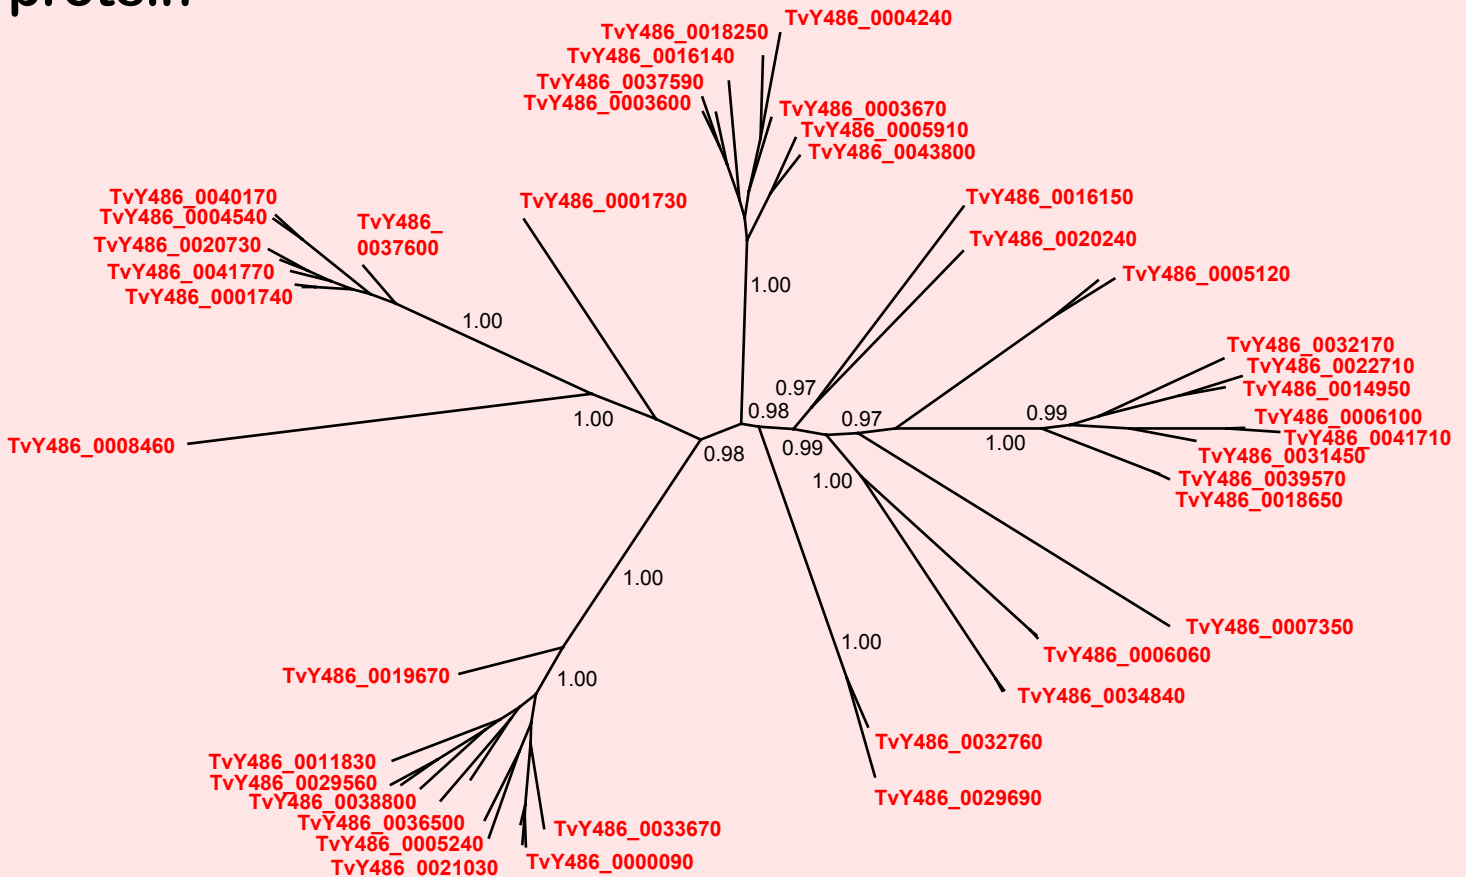 protein
TvY486_0004240
TvY486_0018250
TvY486_0016140
TvY486_0037590
TvY486_0003600
TvY486_0003670
TvY486_0005910
TvY486_0043800
TvY486_0040170
TvY486_0004540
TvY486_0020730
TvY486_0041770
TvY486_0001740
TvY486_
0037600
TvY486_0001730
TvY486_0016150
TvY486_0020240
TvY486_0005120
1.00
1.00
TvY486_0032170
TvY486_0022710
TvY486_0014950
TvY486_0006100
TvY486_0041710
TvY486_0031450
TvY486_0039570
TvY486_0018650
0.97
0.98
0.97
0.99
1.00
1.00
0.98
0.99
1.00
TvY486_0008460
1.00
1.00
TvY486_0007350
TvY486_0006060
TvY486_0034840
TvY486_0032760
TvY486_0029690
TvY486_0019670
1.00
TvY486_0011830
TvY486_0029560
TvY486_0038800
TvY486_0036500
TvY486_0005240
TvY486_0021030
TvY486_0033670
TvY486_0000090